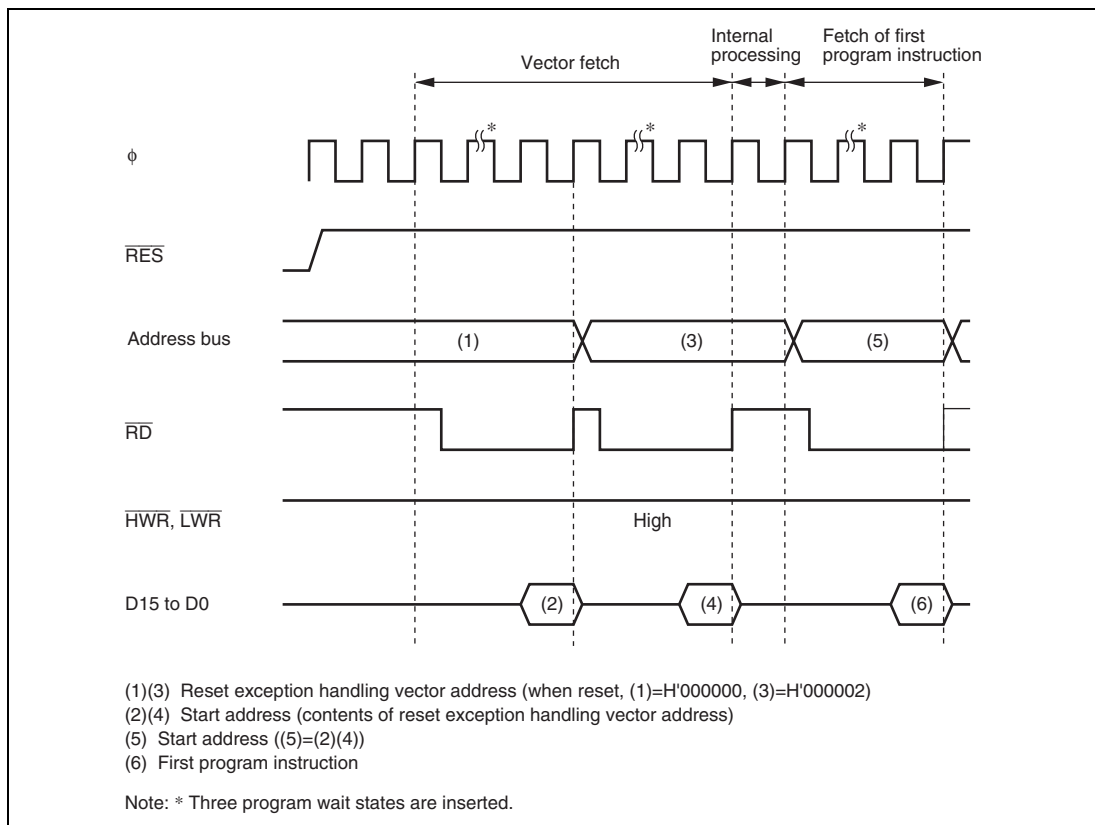 Internal
processing
Fetch of first
program instruction
Vector fetch
*
*
*
ϕ
RES
Address bus
(1)
(3)
(5)
RD
HWR, LWR
High
D15 to D0
(2)
(4)
(6)
(1)(3) Reset exception handling vector address (when reset, (1)=H'000000, (3)=H'000002)
(2)(4) Start address (contents of reset exception handling vector address)
(5) Start address ((5)=(2)(4))
(6) First program instruction
Note: * Three program wait states are inserted.